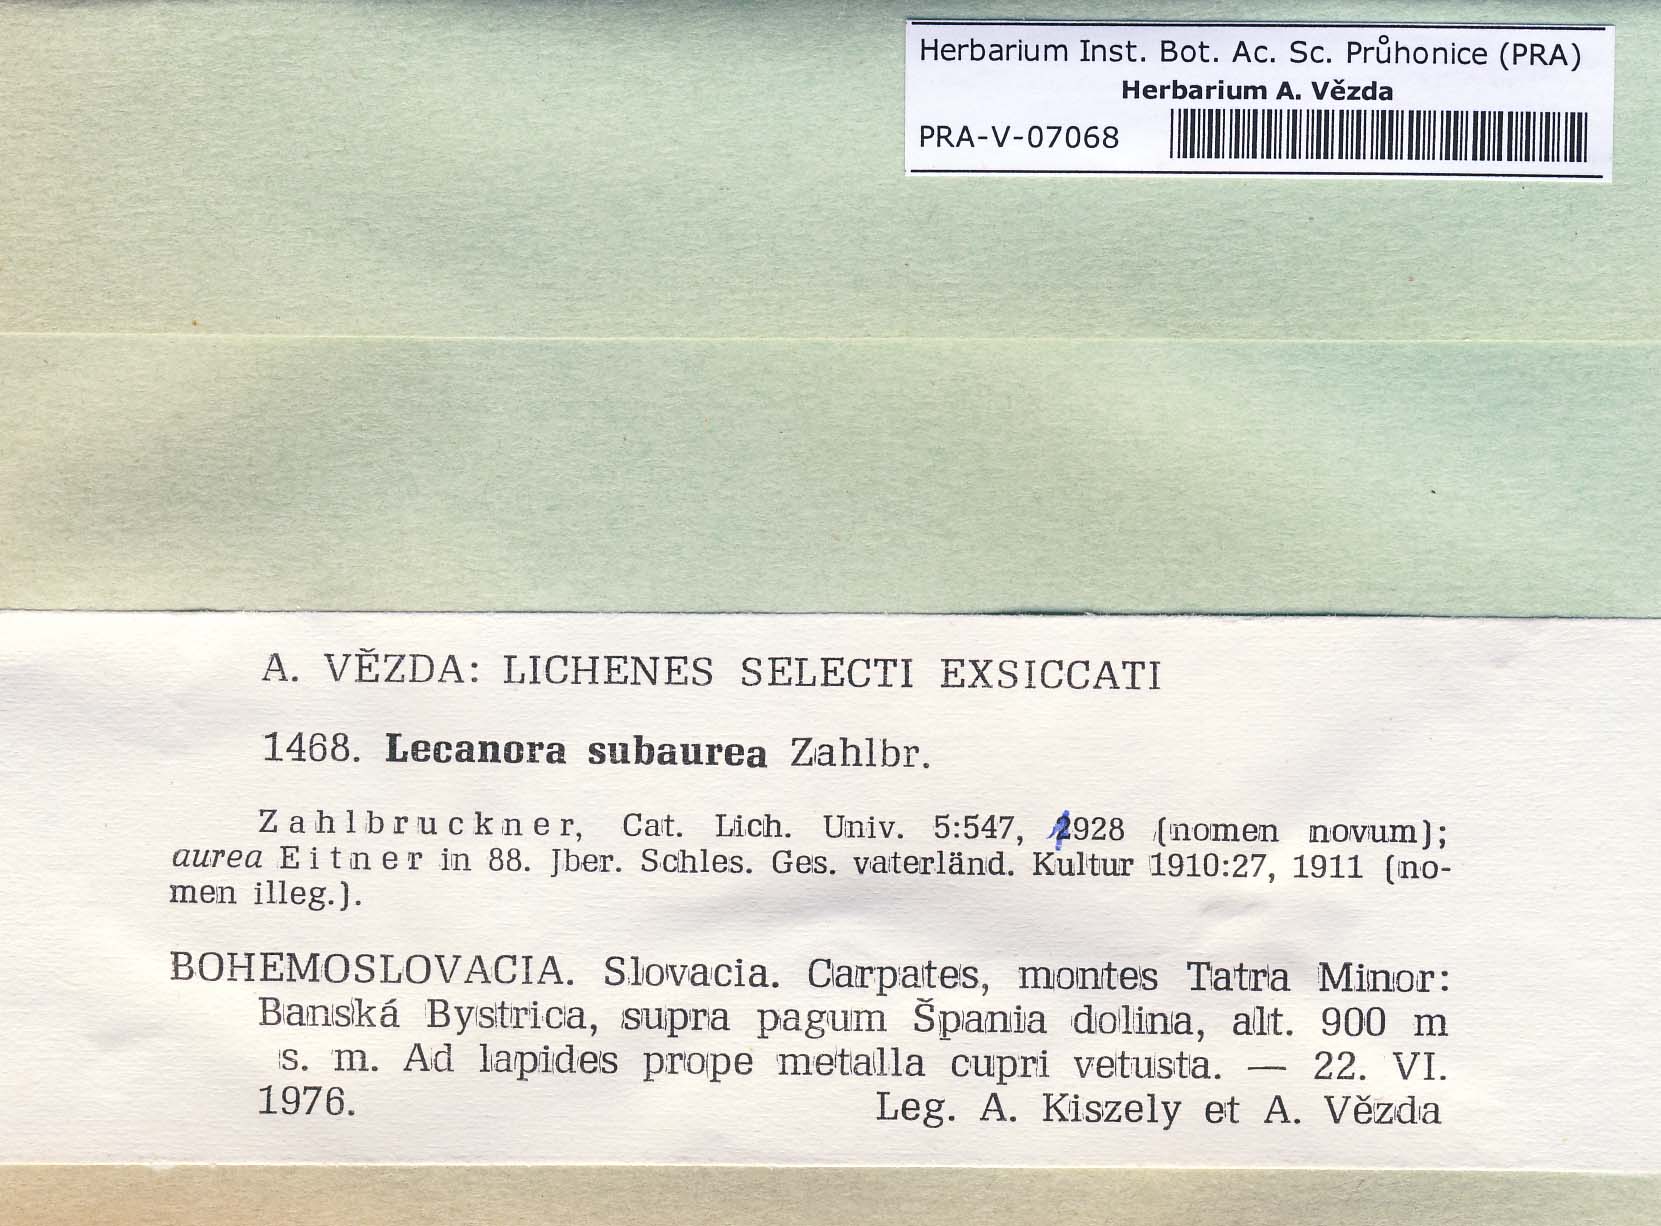 Herbarium Inst. Bot. Ac. Sc. Průhonice (PRA)
Herbarium A. Vězda
PRA-V-07068
A. VĚZDA: LICHENES SELECTI EXSICCATI
1468. Lecanora subaurea Zahlbr.
Zahlbruckner, Cat. Lich. Univ. 5:547, 1928 (nomen novum);
aurea Eitner in 88. Jber. Schles. Ges. vaterländ. Kultur 1910:27, 1911 (no-
men illeg.).
BOHEMOSLOVACIA. Slovacia. Carpates, montes Tatra Minor:
Banská Bystrica, supra pagum Špania dolina, alt. 900 m
s. m. Ad lapides prope metalla cupri vetusta. — 22. VI.
1976. Leg. A. Kiszely et A. Vězda